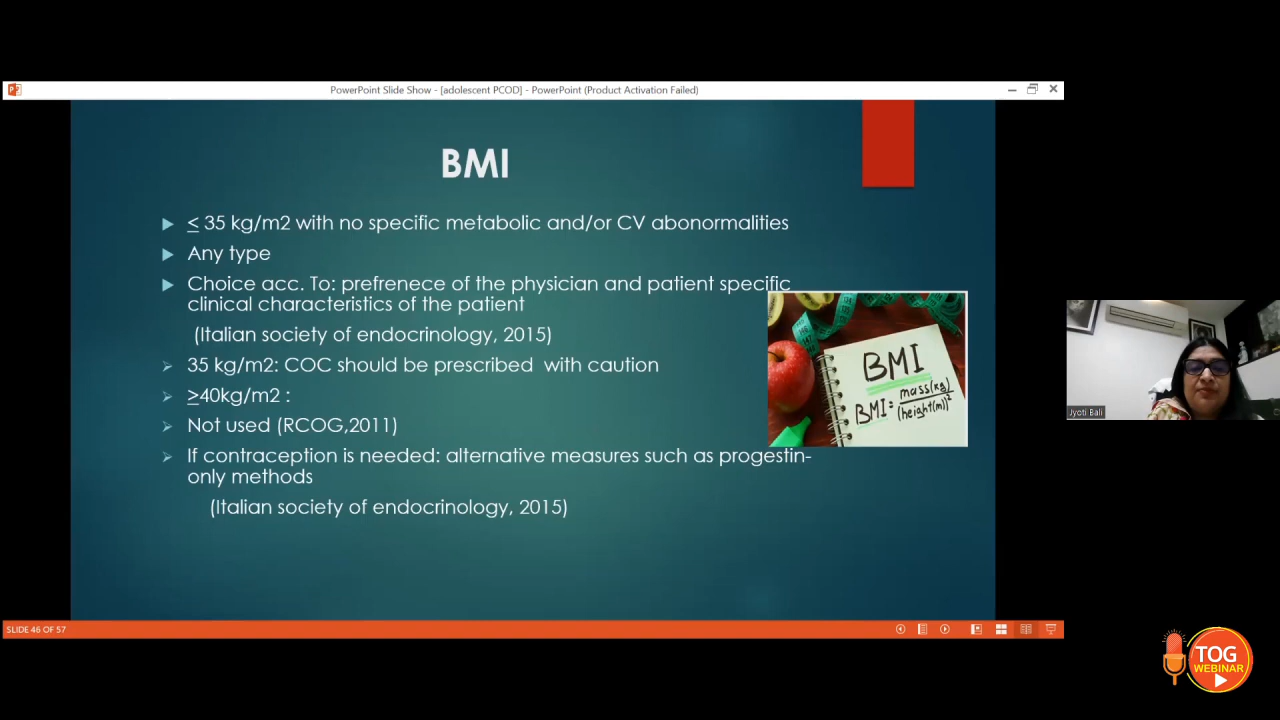 PowerPoint Slide Show - [adolescent PCOD] - PowerPoint (Product Activation Failed)
BMI
≤ 35 kg/m2 with no specific metabolic and/or CV abonormalities
Any type
Choice acc. To: prefrenece of the physician and patient specific
clinical characteristics of the patient
(Italian society of endocrinology, 2015)
35 kg/m2: COC should be prescribed with caution
≥40kg/m2 :
Not used (RCOG,2011)
If contraception is needed: alternative measures such as progestin-
only methods
(Italian society of endocrinology, 2015)
BMI
BMI = mass(kg)
(height(m))²
Jyoti Bali
SLIDE 46 OF 57
TOG
WEBINAR